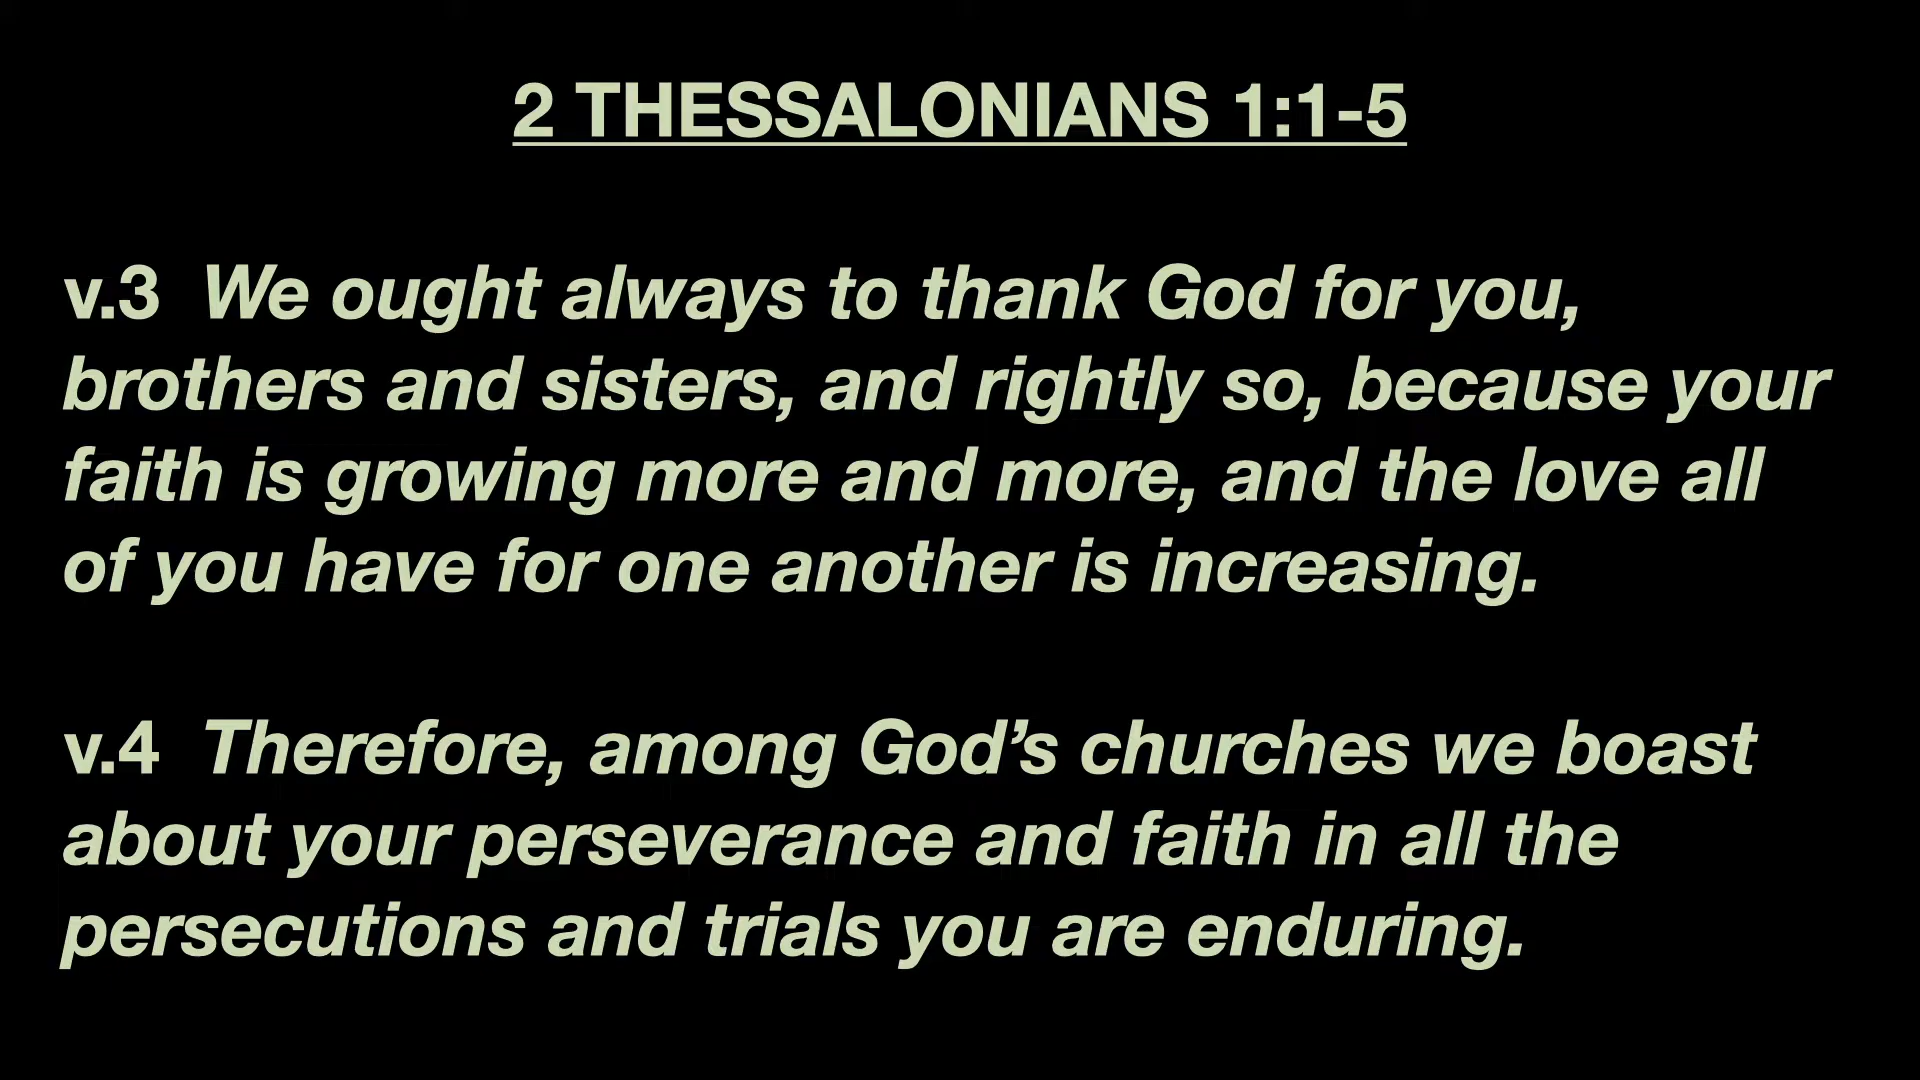 2 THESSALONIANS 1:1-5
v.3 We ought always to thank God for you,
brothers and sisters, and rightly so, because your
faith is growing more and more, and the love all
of you have for one another is increasing.
v.4 Therefore, among God’s churches we boast
about your perseverance and faith in all the
persecutions and trials you are enduring.